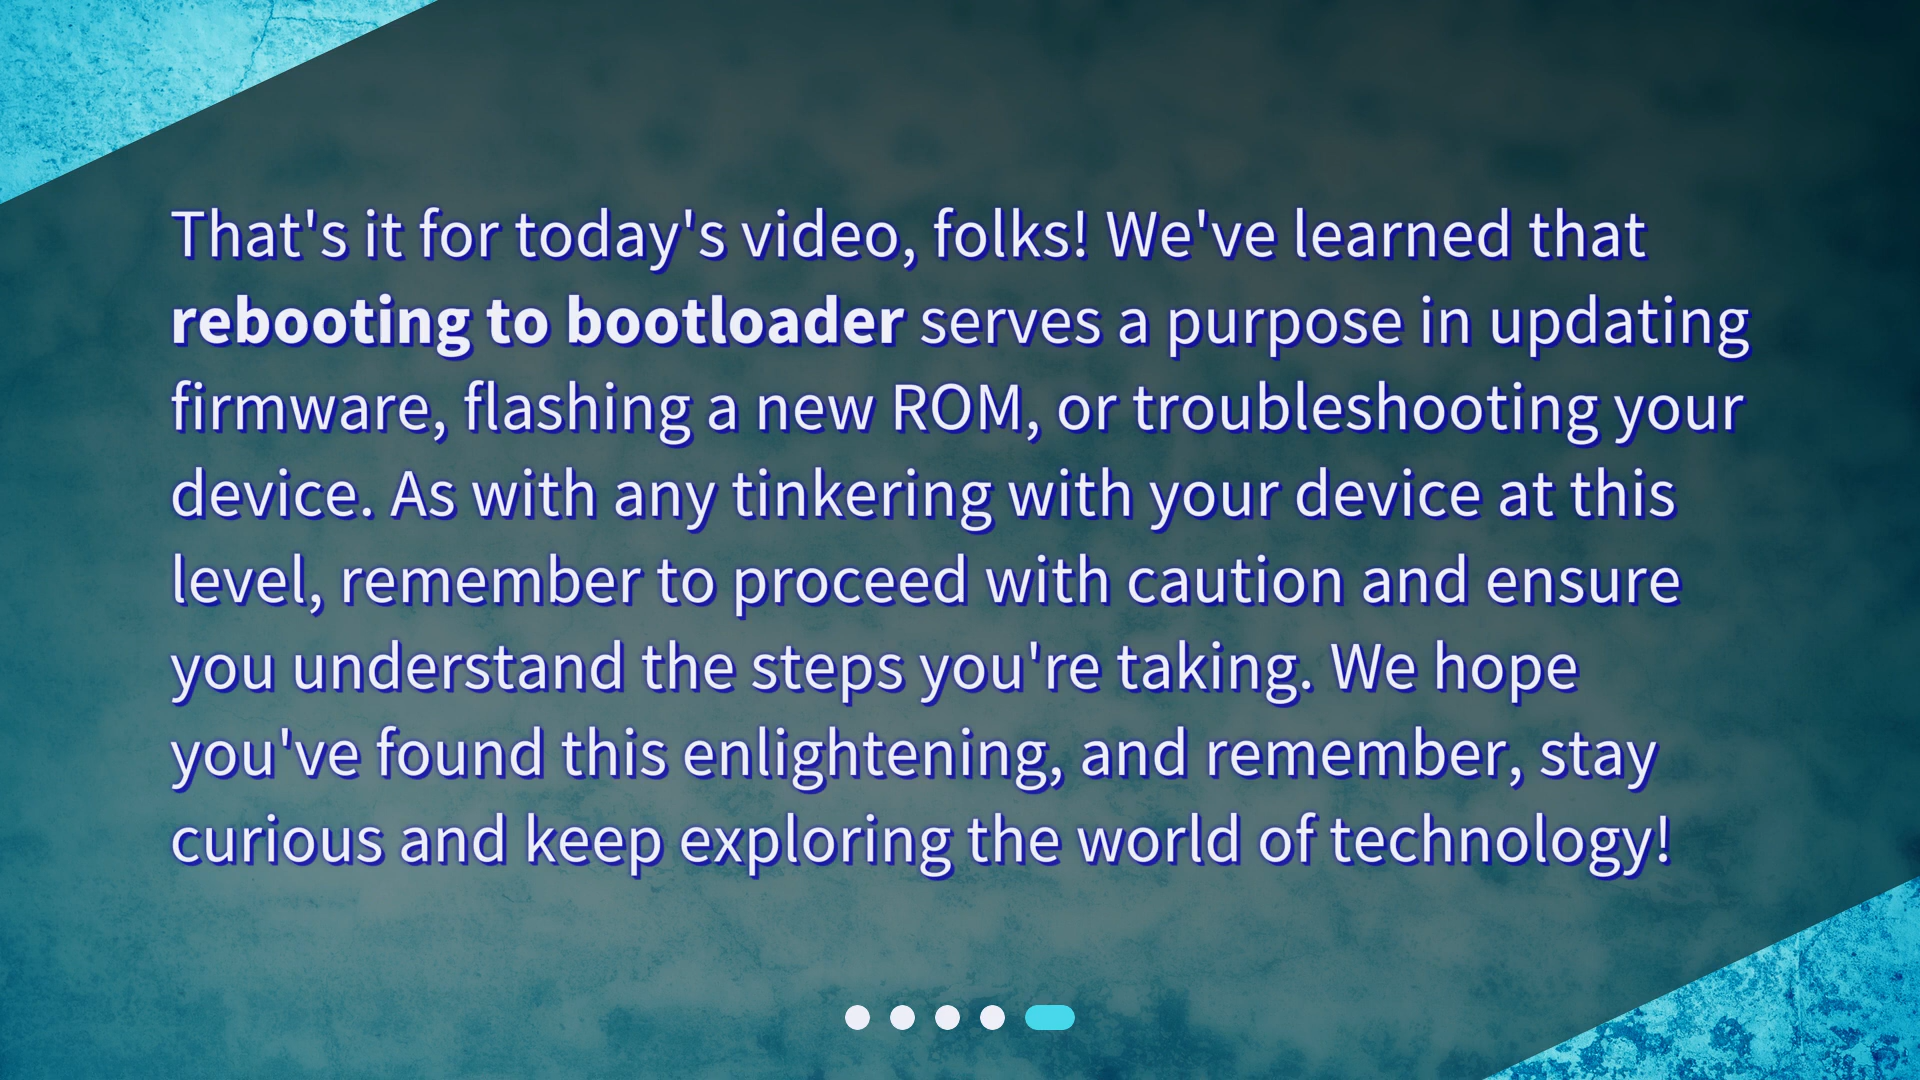 That's it for today's video, folks! We've learned that
rebooting to bootloader serves a purpose in updating
firmware, flashing a new ROM, or troubleshooting your
device. As with any tinkering with your device at this
level, remember to proceed with caution and ensure
you understand the steps you're taking. We hope
you've found this enlightening, and remember, stay
curious and keep exploring the world of technology!